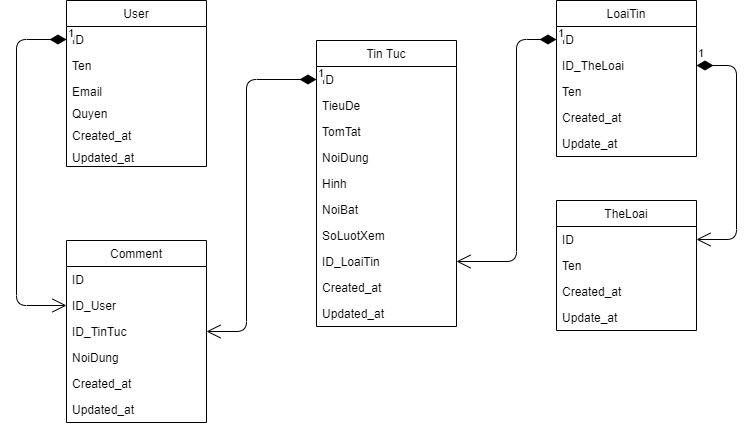 User
1
ID
Ten
Email
Quyen
Created_at
Updated_at
Comment
ID
ID_User
ID_TinTuc
NoiDung
Created_at
Updated_at
Tin Tuc
1
ID
TieuDe
TomTat
NoiDung
Hinh
NoiBat
SoLuotXem
ID_LoaiTin
Created_at
Updated_at
LoaiTin
1
ID
1
ID_TheLoai
Ten
Created_at
Update_at
TheLoai
ID
Ten
Created_at
Update_at